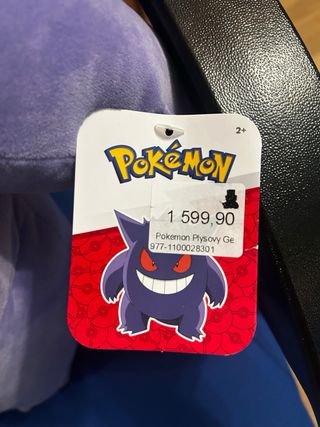 2+
POKéMON
1 599,90
Pokemon Plysovy Ge
977-1100028301